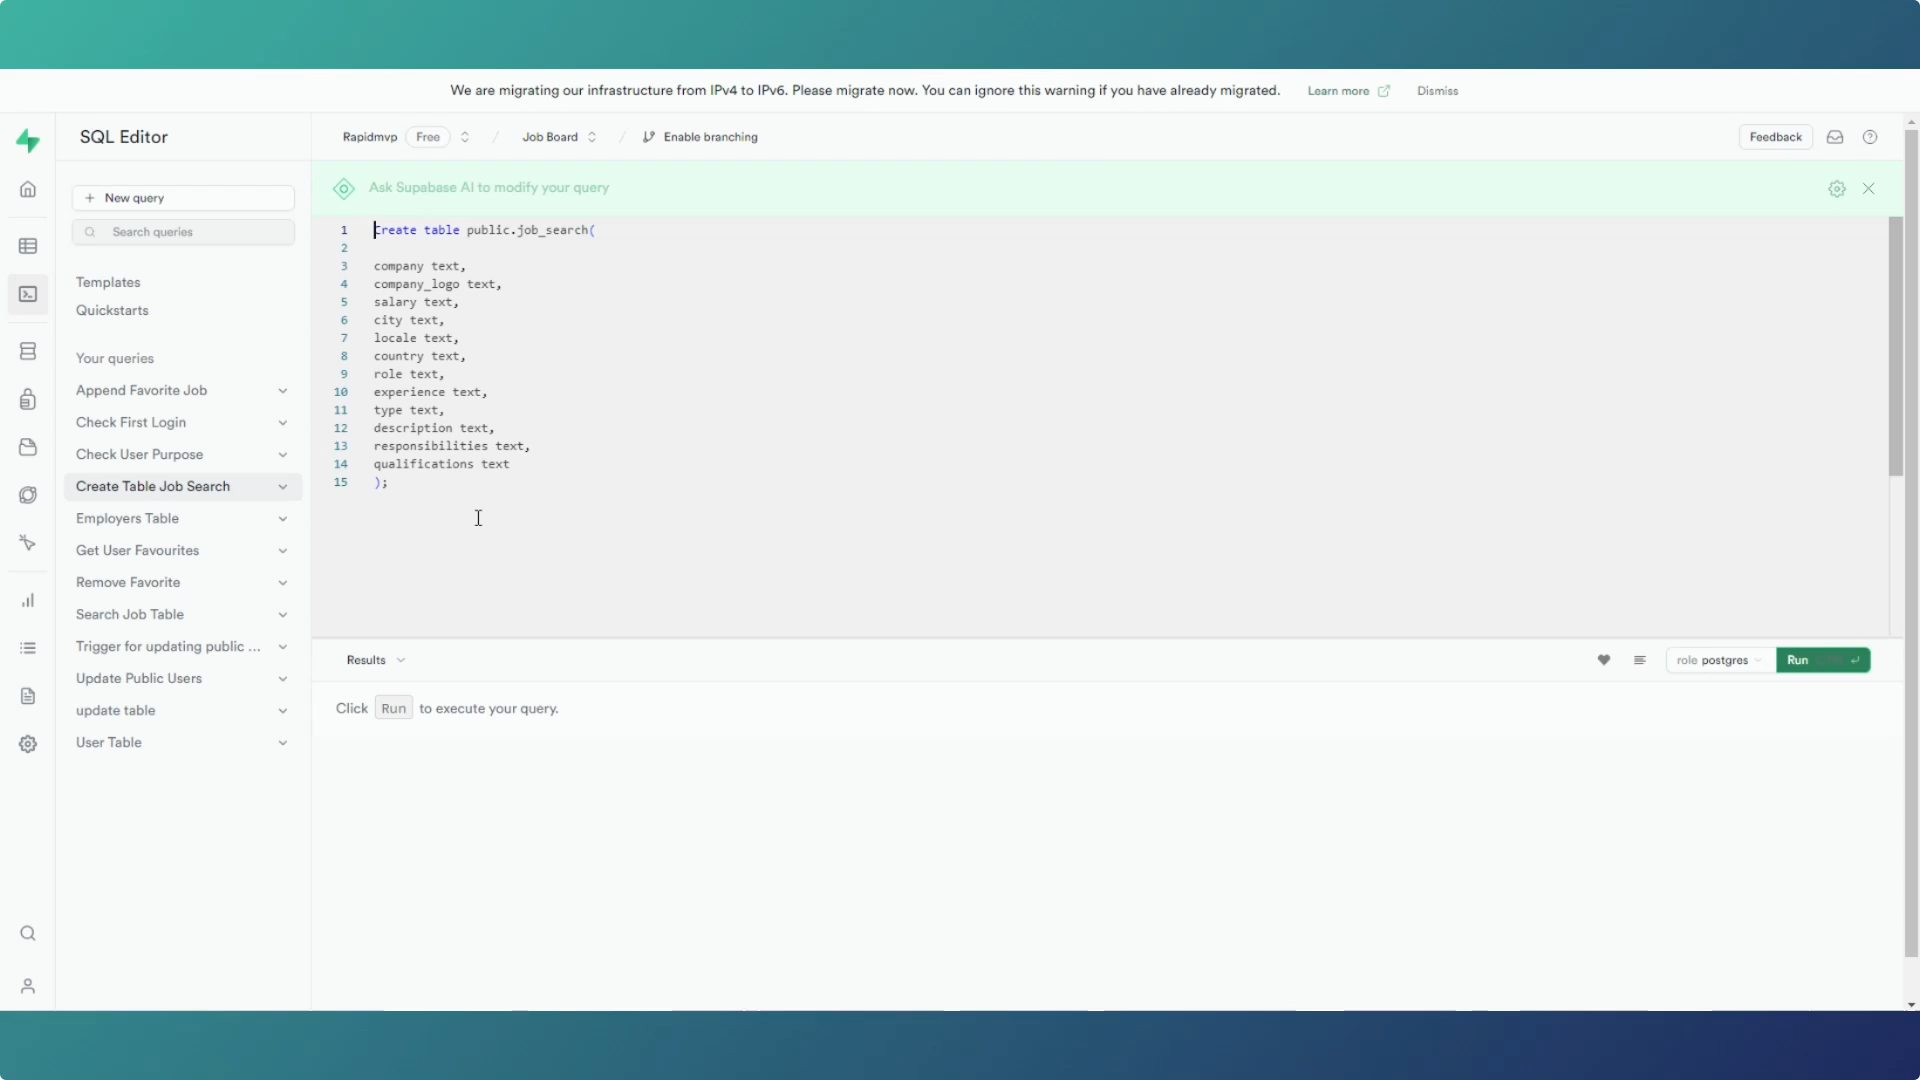 We are migrating our infrastructure from IPv4 to IPv6. Please migrate now. You can ignore this warning if you have already migrated. Learn more Dismiss
SQL Editor
Rapidmvp Free / Job Board / Enable branching
Feedback
+ New query
Search queries
Templates
Quickstarts
Your queries
Append Favorite Job
Check First Login
Check User Purpose
Create Table Job Search
Employers Table
Get User Favourites
Remove Favorite
Search Job Table
Trigger for updating public ...
Update Public Users
update table
User Table
Ask Supabase AI to modify your query
1 Create table public.job_search(
2
3 company text,
4 company_logo text,
5 salary text,
6 city text,
7 locale text,
8 country text,
9 role text,
10 experience text,
11 type text,
12 description text,
13 responsibilities text,
14 qualifications text
15 );
Results
role postgres
Run
Click Run to execute your query.